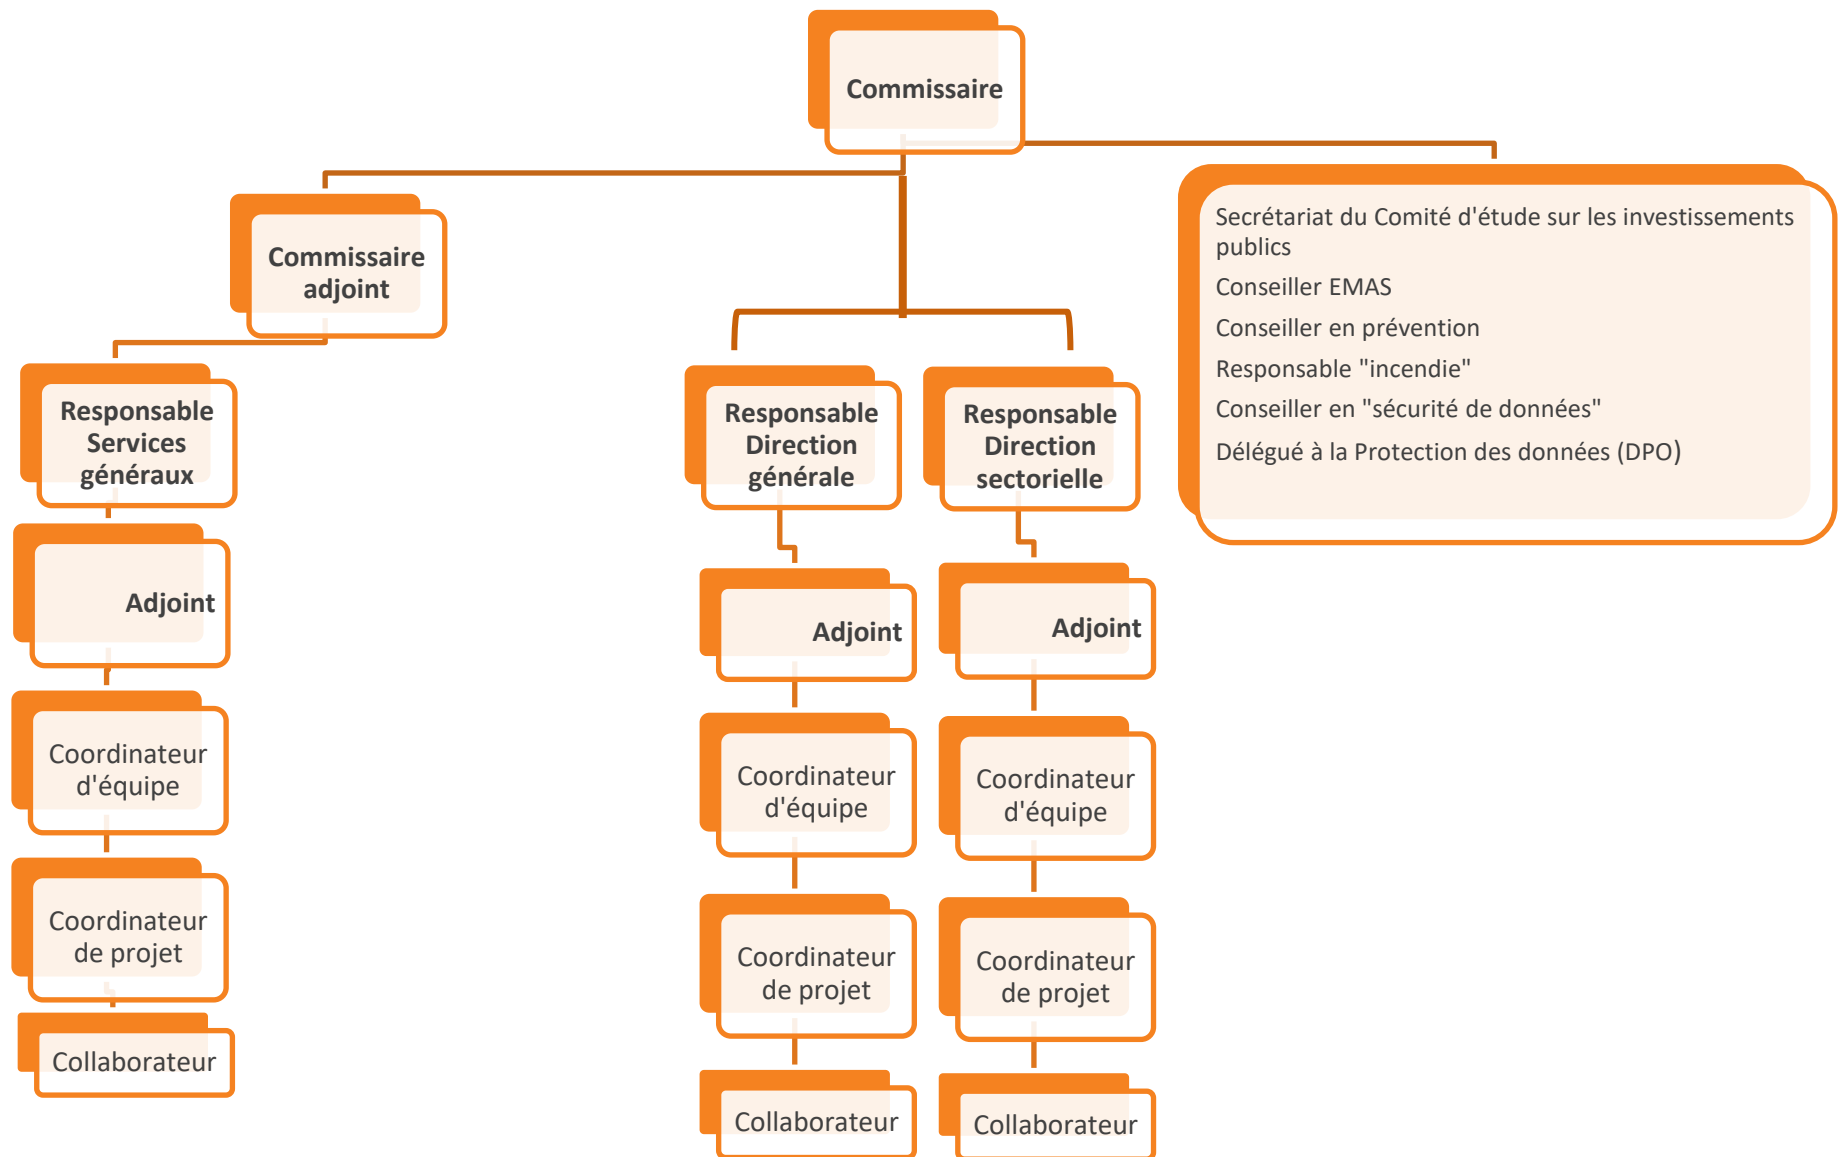 Commissaire
Commissaire
adjoint
Secrétariat du Comité d'étude sur les investissements
publics
Conseiller EMAS
Conseiller en prévention
Responsable "incendie"
Conseiller en "sécurité de données"
Délégué à la Protection des données (DPO)
Responsable
Services
généraux
Adjoint
Coordinateur
d'équipe
Coordinateur
de projet
Collaborateur
Responsable
Direction
générale
Adjoint
Coordinateur
d'équipe
Coordinateur
de projet
Collaborateur
Responsable
Direction
sectorielle
Adjoint
Coordinateur
d'équipe
Coordinateur
de projet
Collaborateur